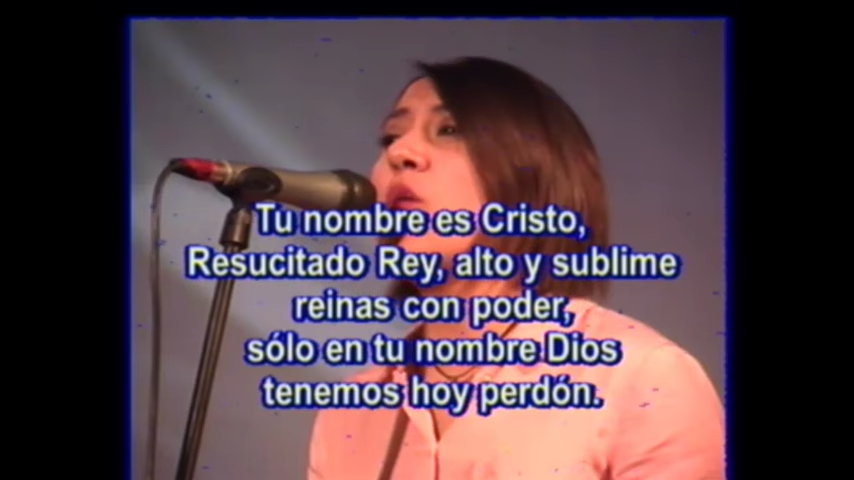 Tu nombre es Cristo,
Resucitado Rey, alto y sublime
reinas con poder,
sólo en tu nombre Dios
tenemos hoy perdón.